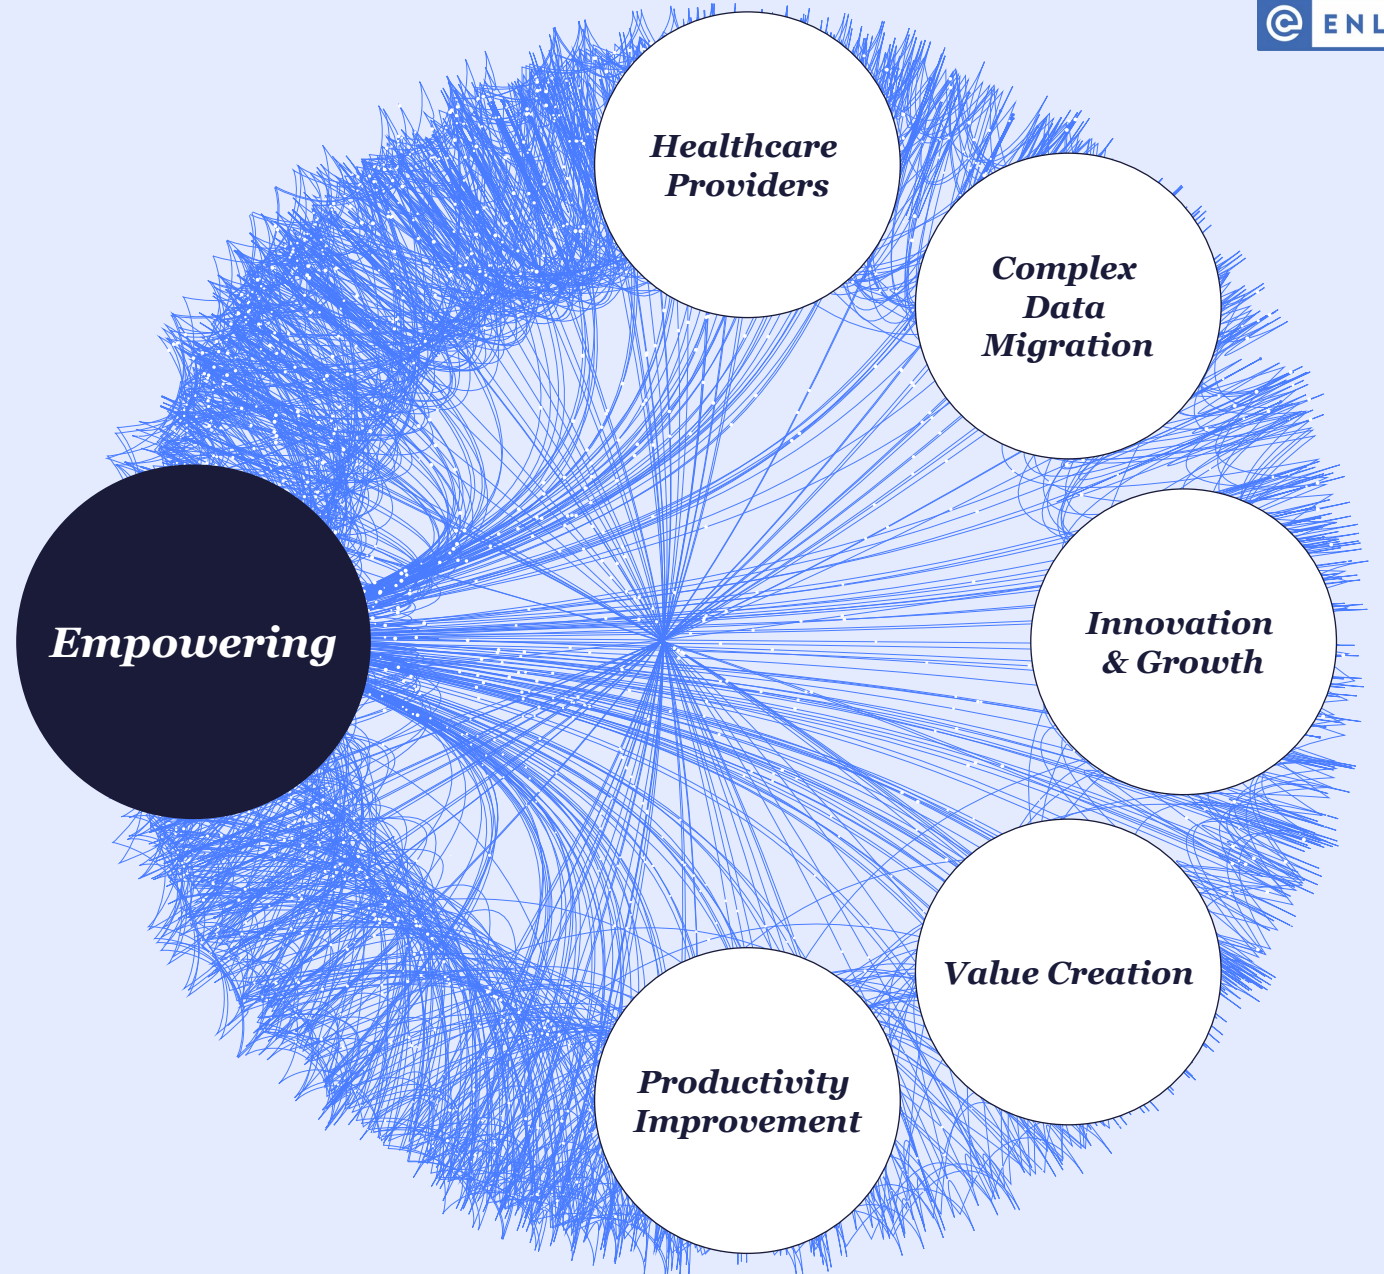 ENL
Healthcare
Providers
Complex
Data
Migration
Empowering
Innovation
& Growth
Value Creation
Productivity
Improvement